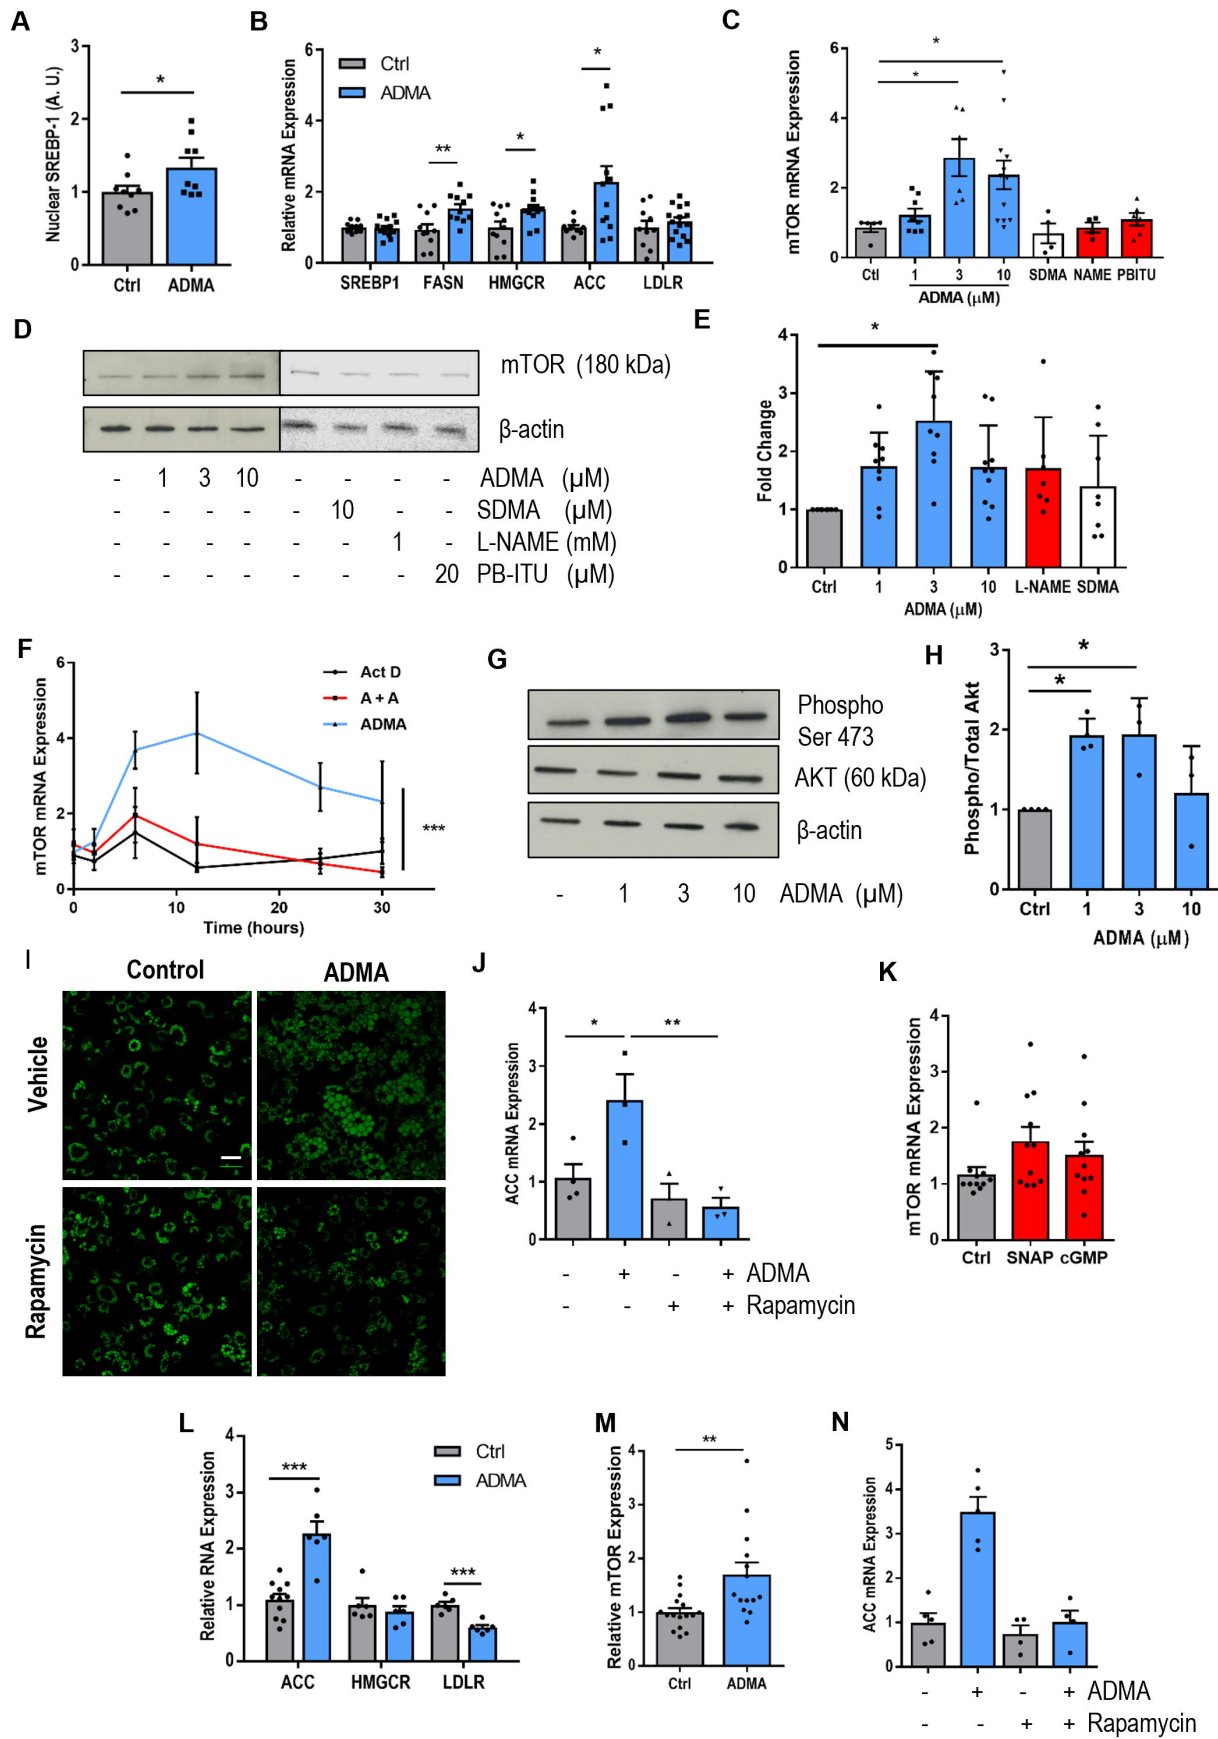 A
Nuclear SREBP-1 (A. U.)
3
2
1
0
*
Ctrl ADMA
B
Relative mRNA Expression
6
4
2
0
Ctrl
ADMA
** * *
SREBP1 FASN HMGCR ACC LDLR
C
mTOR mRNA Expression
6
4
2
0
*
*
Ctl 1 3 10 SDMA NAME PBITU
ADMA (μM)
D
mTOR (180 kDa)
β-actin
- 1 3 10 - - - - ADMA (μM)
- - - - - 10 - - SDMA (μM)
- - - - - - 1 - L-NAME (mM)
- - - - - - - 20 PB-ITU (μM)
E
Fold Change
4
3
2
1
0
*
Ctrl 1 3 10 L-NAME SDMA
ADMA (μM)
F
mTOR mRNA Expression
6
4
2
0
Act D
A + A
ADMA
***
0 10 20 30
Time (hours)
G
Phospho
Ser 473
AKT (60 kDa)
β-actin
- 1 3 10 ADMA (μM)
H
Phospho/Total Akt
3
2
1
0
*
*
Ctrl 1 3 10
ADMA (μM)
I
Control ADMA
Vehicle
Rapamycin
J
ACC mRNA Expression
4
3
2
1
0
* **
- + - + ADMA
- - + + Rapamycin
K
mTOR mRNA Expression
4
3
2
1
0
Ctrl SNAP cGMP
L
Relative RNA Expression
4
3
2
1
0
Ctrl
ADMA
*** ***
ACC HMGCR LDLR
M
Relative mTOR Expression
4
3
2
1
0
**
Ctrl ADMA
N
ACC mRNA Expression
5
4
3
2
1
0
- + - + ADMA
- - + + Rapamycin